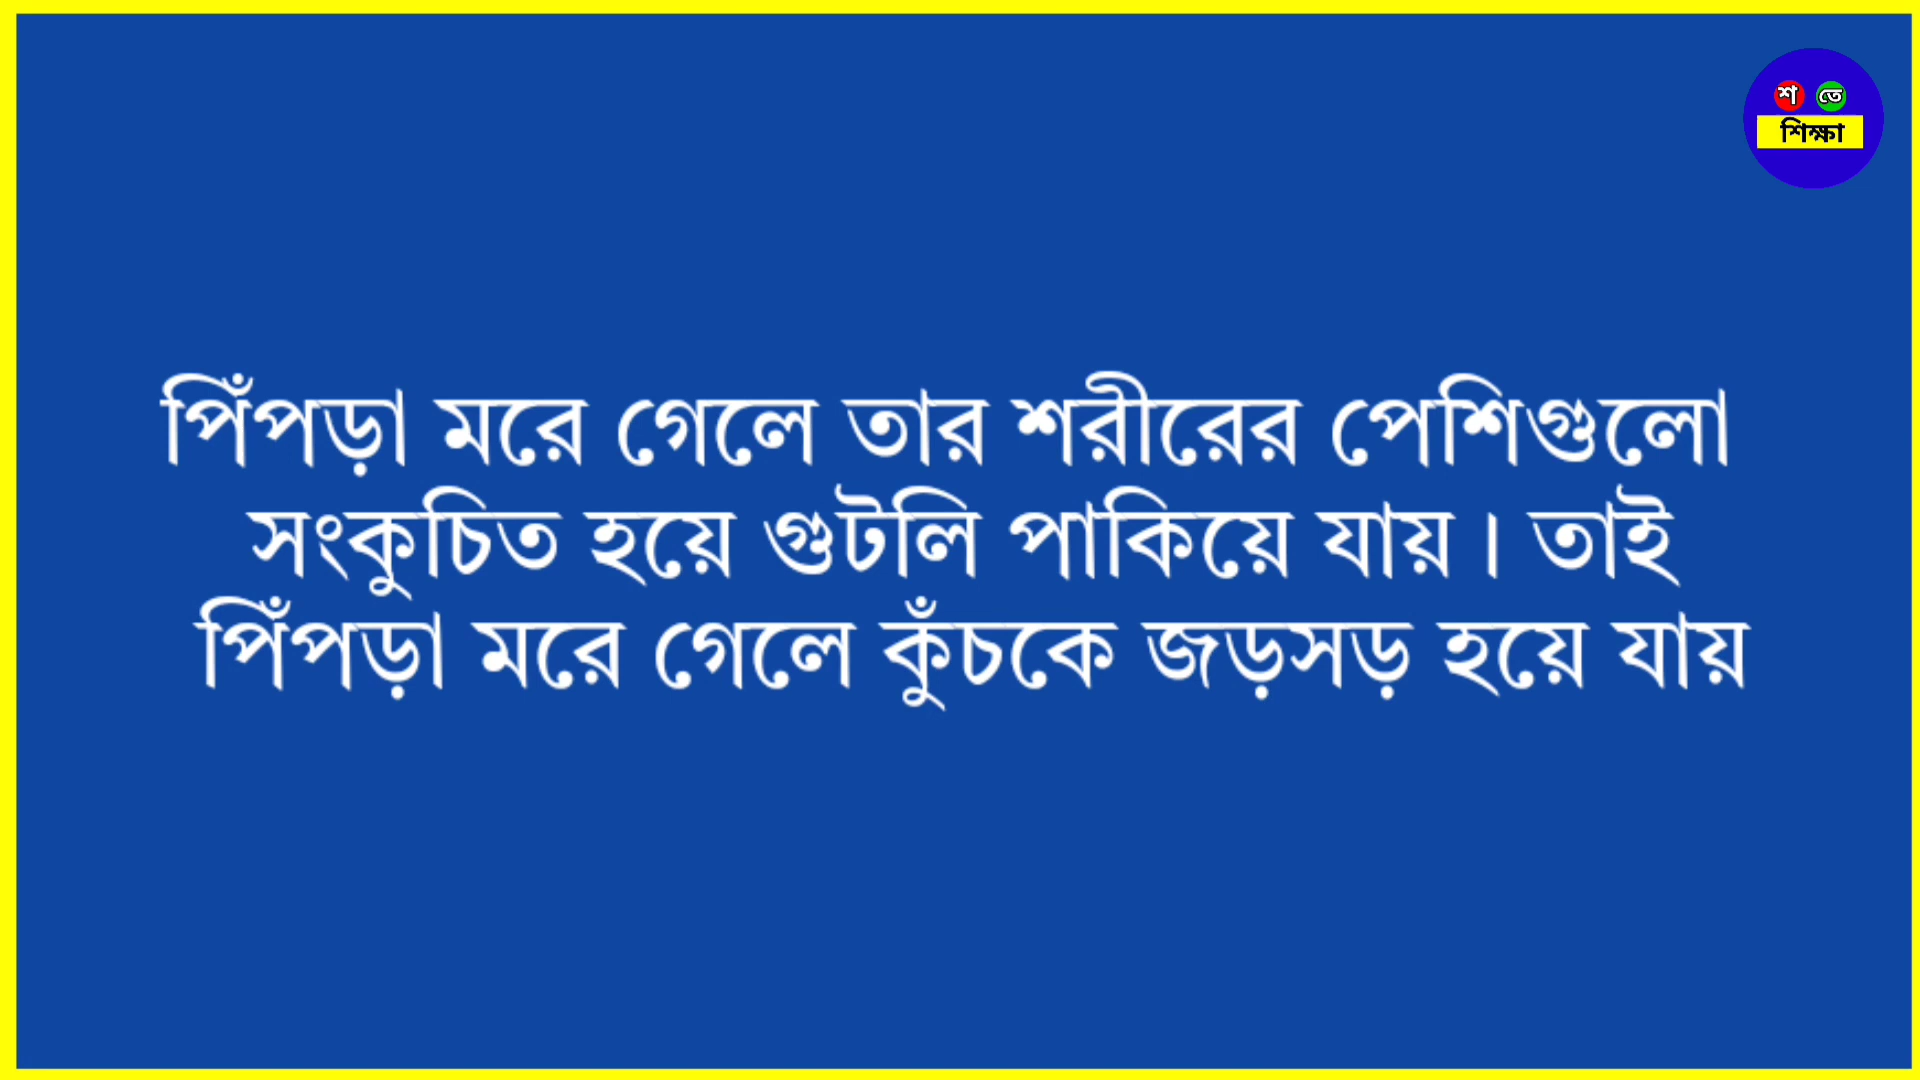 শ তে
শিক্ষা
পিঁপড়া মরে গেলে তার শরীরের পেশিগুলো
সংকুচিত হয়ে গুটলি পাকিয়ে যায়। তাই
পিঁপড়া মরে গেলে কুঁচকে জড়সড় হয়ে যায়